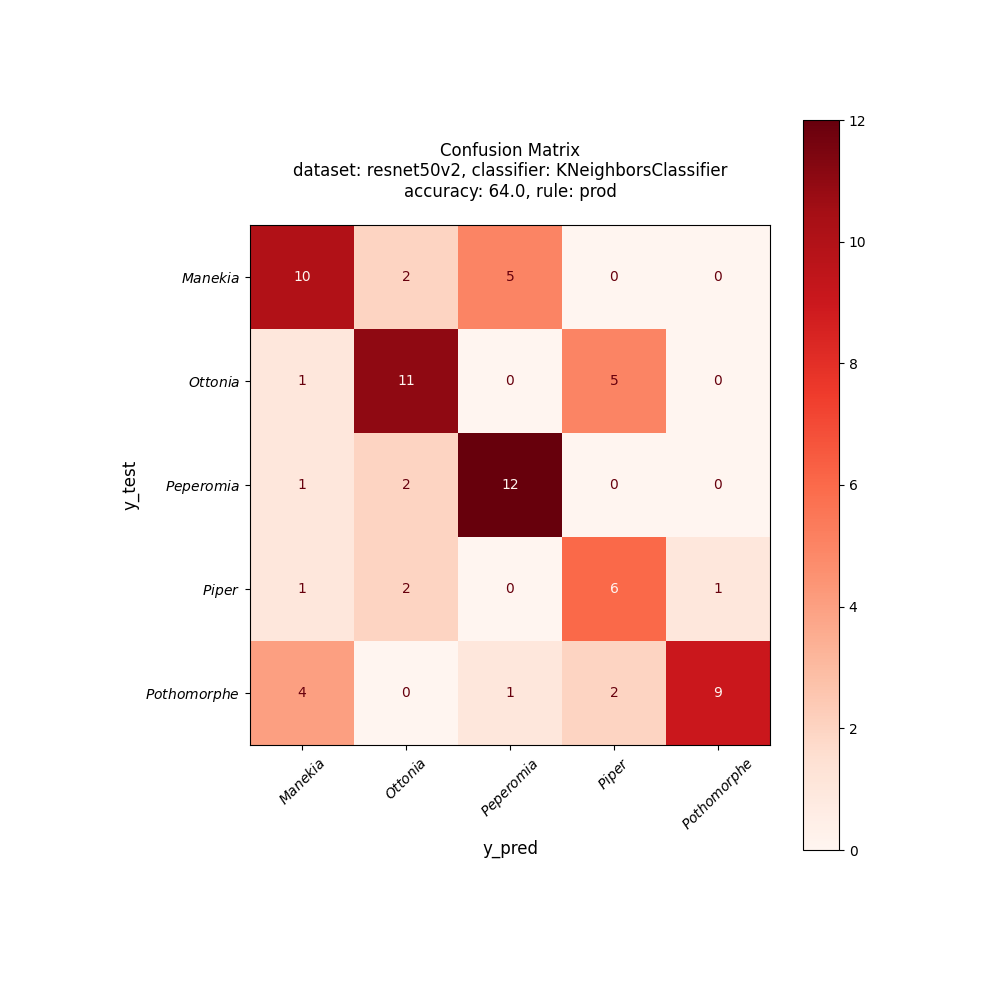 Confusion Matrix
dataset: resnet50v2, classifier: KNeighborsClassifier
accuracy: 64.0, rule: prod
y_test
Manekia 10 2 5 0 0
Ottonia 1 11 0 5 0
Peperomia 1 2 12 0 0
Piper 1 2 0 6 1
Pothomorphe 4 0 1 2 9
Manekia Ottonia Peperomia Piper Pothomorphe
y_pred
12
10
8
6
4
2
0